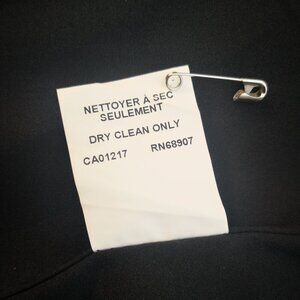 NETTOYER À SEC
SEULEMENT
DRY CLEAN ONLY
CA01217 RN68907